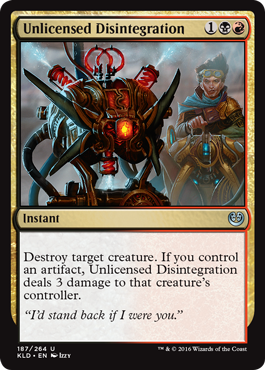 Unlicensed Disintegration 1
Instant
Destroy target creature. If you control
an artifact, Unlicensed Disintegration
deals 3 damage to that creature's
controller.
"I'd stand back if I were you."
187/264 U
KLD • EN Izzy
™ & © 2016 Wizards of the Coast